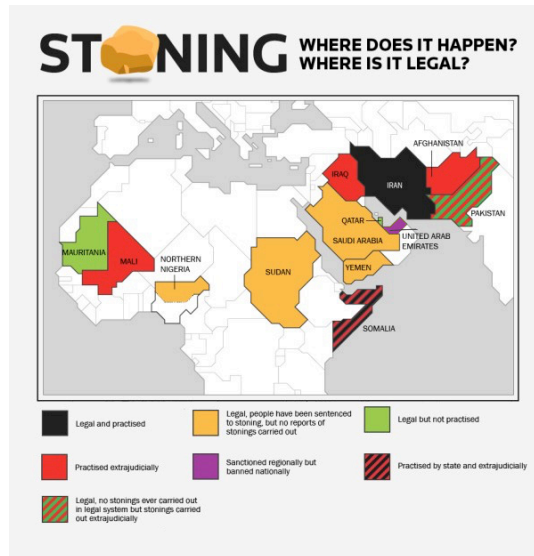 STONING
WHERE DOES IT HAPPEN?
WHERE IS IT LEGAL?
AFGHANISTAN
IRAQ
IRAN
PAKISTAN
QATAR
UNITED ARAB
EMIRATES
SAUDI ARABIA
MAURITANIA
MALI
NORTHERN
NIGERIA
SUDAN
YEMEN
SOMALIA
Legal and practised
Legal, people have been sentenced
to stoning, but no reports of
stonings carried out
Legal but not practised
Practised extrajudicially
Sanctioned regionally but
banned nationally
Practised by state and extrajudicially
Legal, no stonings ever carried out
in legal system but stonings carried
out extrajudicially